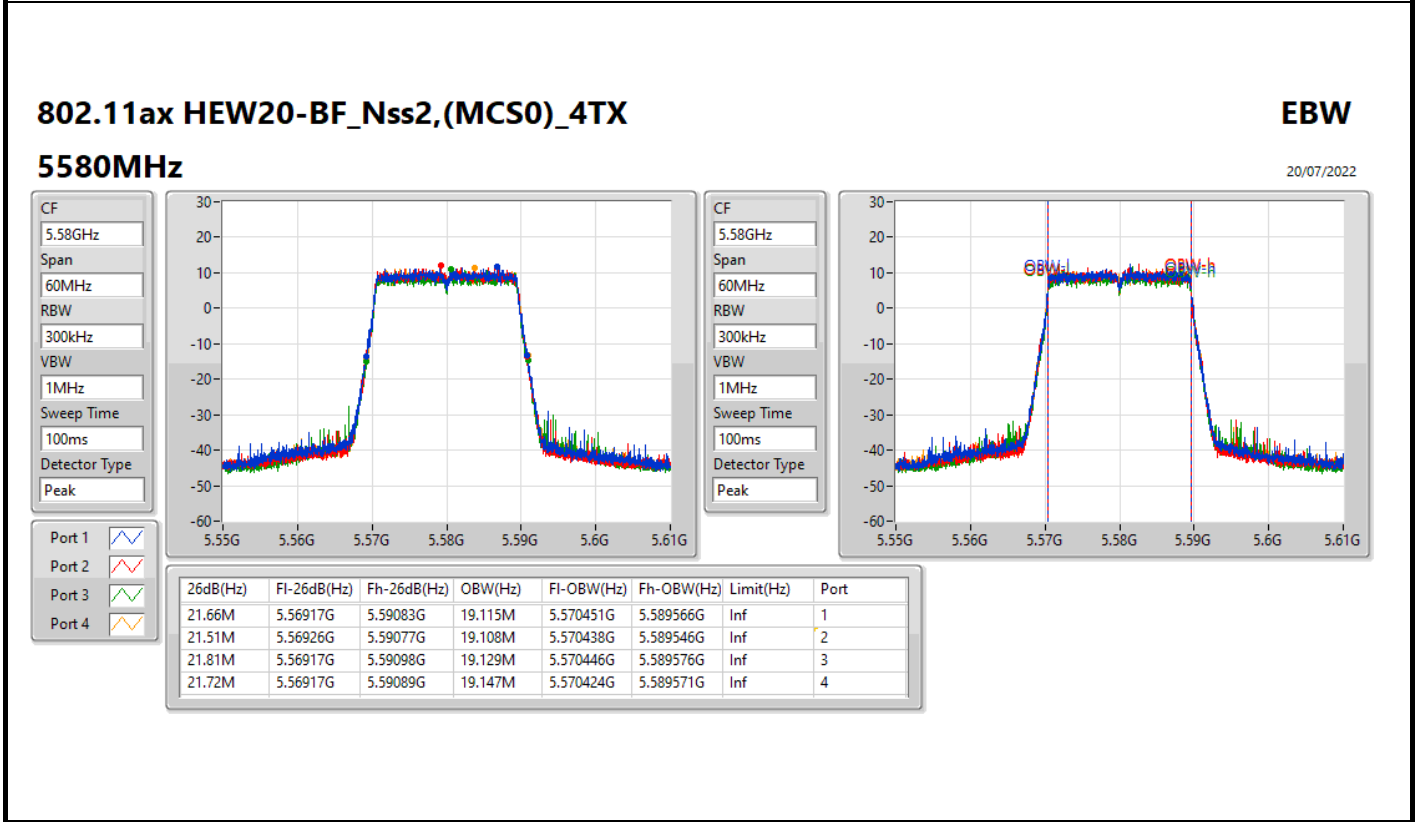 802.11ax HEW20-BF_Nss2,(MCS0)_4TX
EBW
5580MHz
20/07/2022
CF
5.58GHz
Span
60MHz
RBW
300kHz
VBW
1MHz
Sweep Time
100ms
Detector Type
Peak
30
20
10
0
-10
-20
-30
-40
-50
-60
5.55G 5.56G 5.57G 5.58G 5.59G 5.6G 5.61G
CF
5.58GHz
Span
60MHz
RBW
300kHz
VBW
1MHz
Sweep Time
100ms
Detector Type
Peak
30
20
10
0
-10
-20
-30
-40
-50
-60
OBW-l OBW-h
5.55G 5.56G 5.57G 5.58G 5.59G 5.6G 5.61G
Port 1
Port 2
Port 3
Port 4
26dB(Hz) Fl-26dB(Hz) Fh-26dB(Hz) OBW(Hz) Fl-OBW(Hz) Fh-OBW(Hz) Limit(Hz) Port
21.66M 5.56917G 5.59083G 19.115M 5.570451G 5.589566G Inf 1
21.51M 5.56926G 5.59077G 19.108M 5.570438G 5.589546G Inf 2
21.81M 5.56917G 5.59098G 19.129M 5.570446G 5.589576G Inf 3
21.72M 5.56917G 5.59089G 19.147M 5.570424G 5.589571G Inf 4